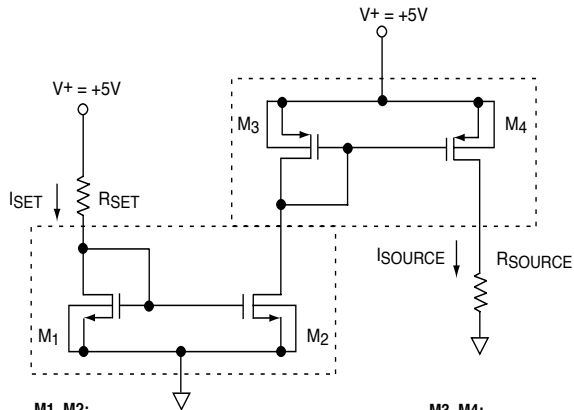 V+ = +5V
V+ = +5V
M3
M4
ISET
RSET
ISOURCE
RSOURCE
M1
M2
M1, M2:
M3, M4: